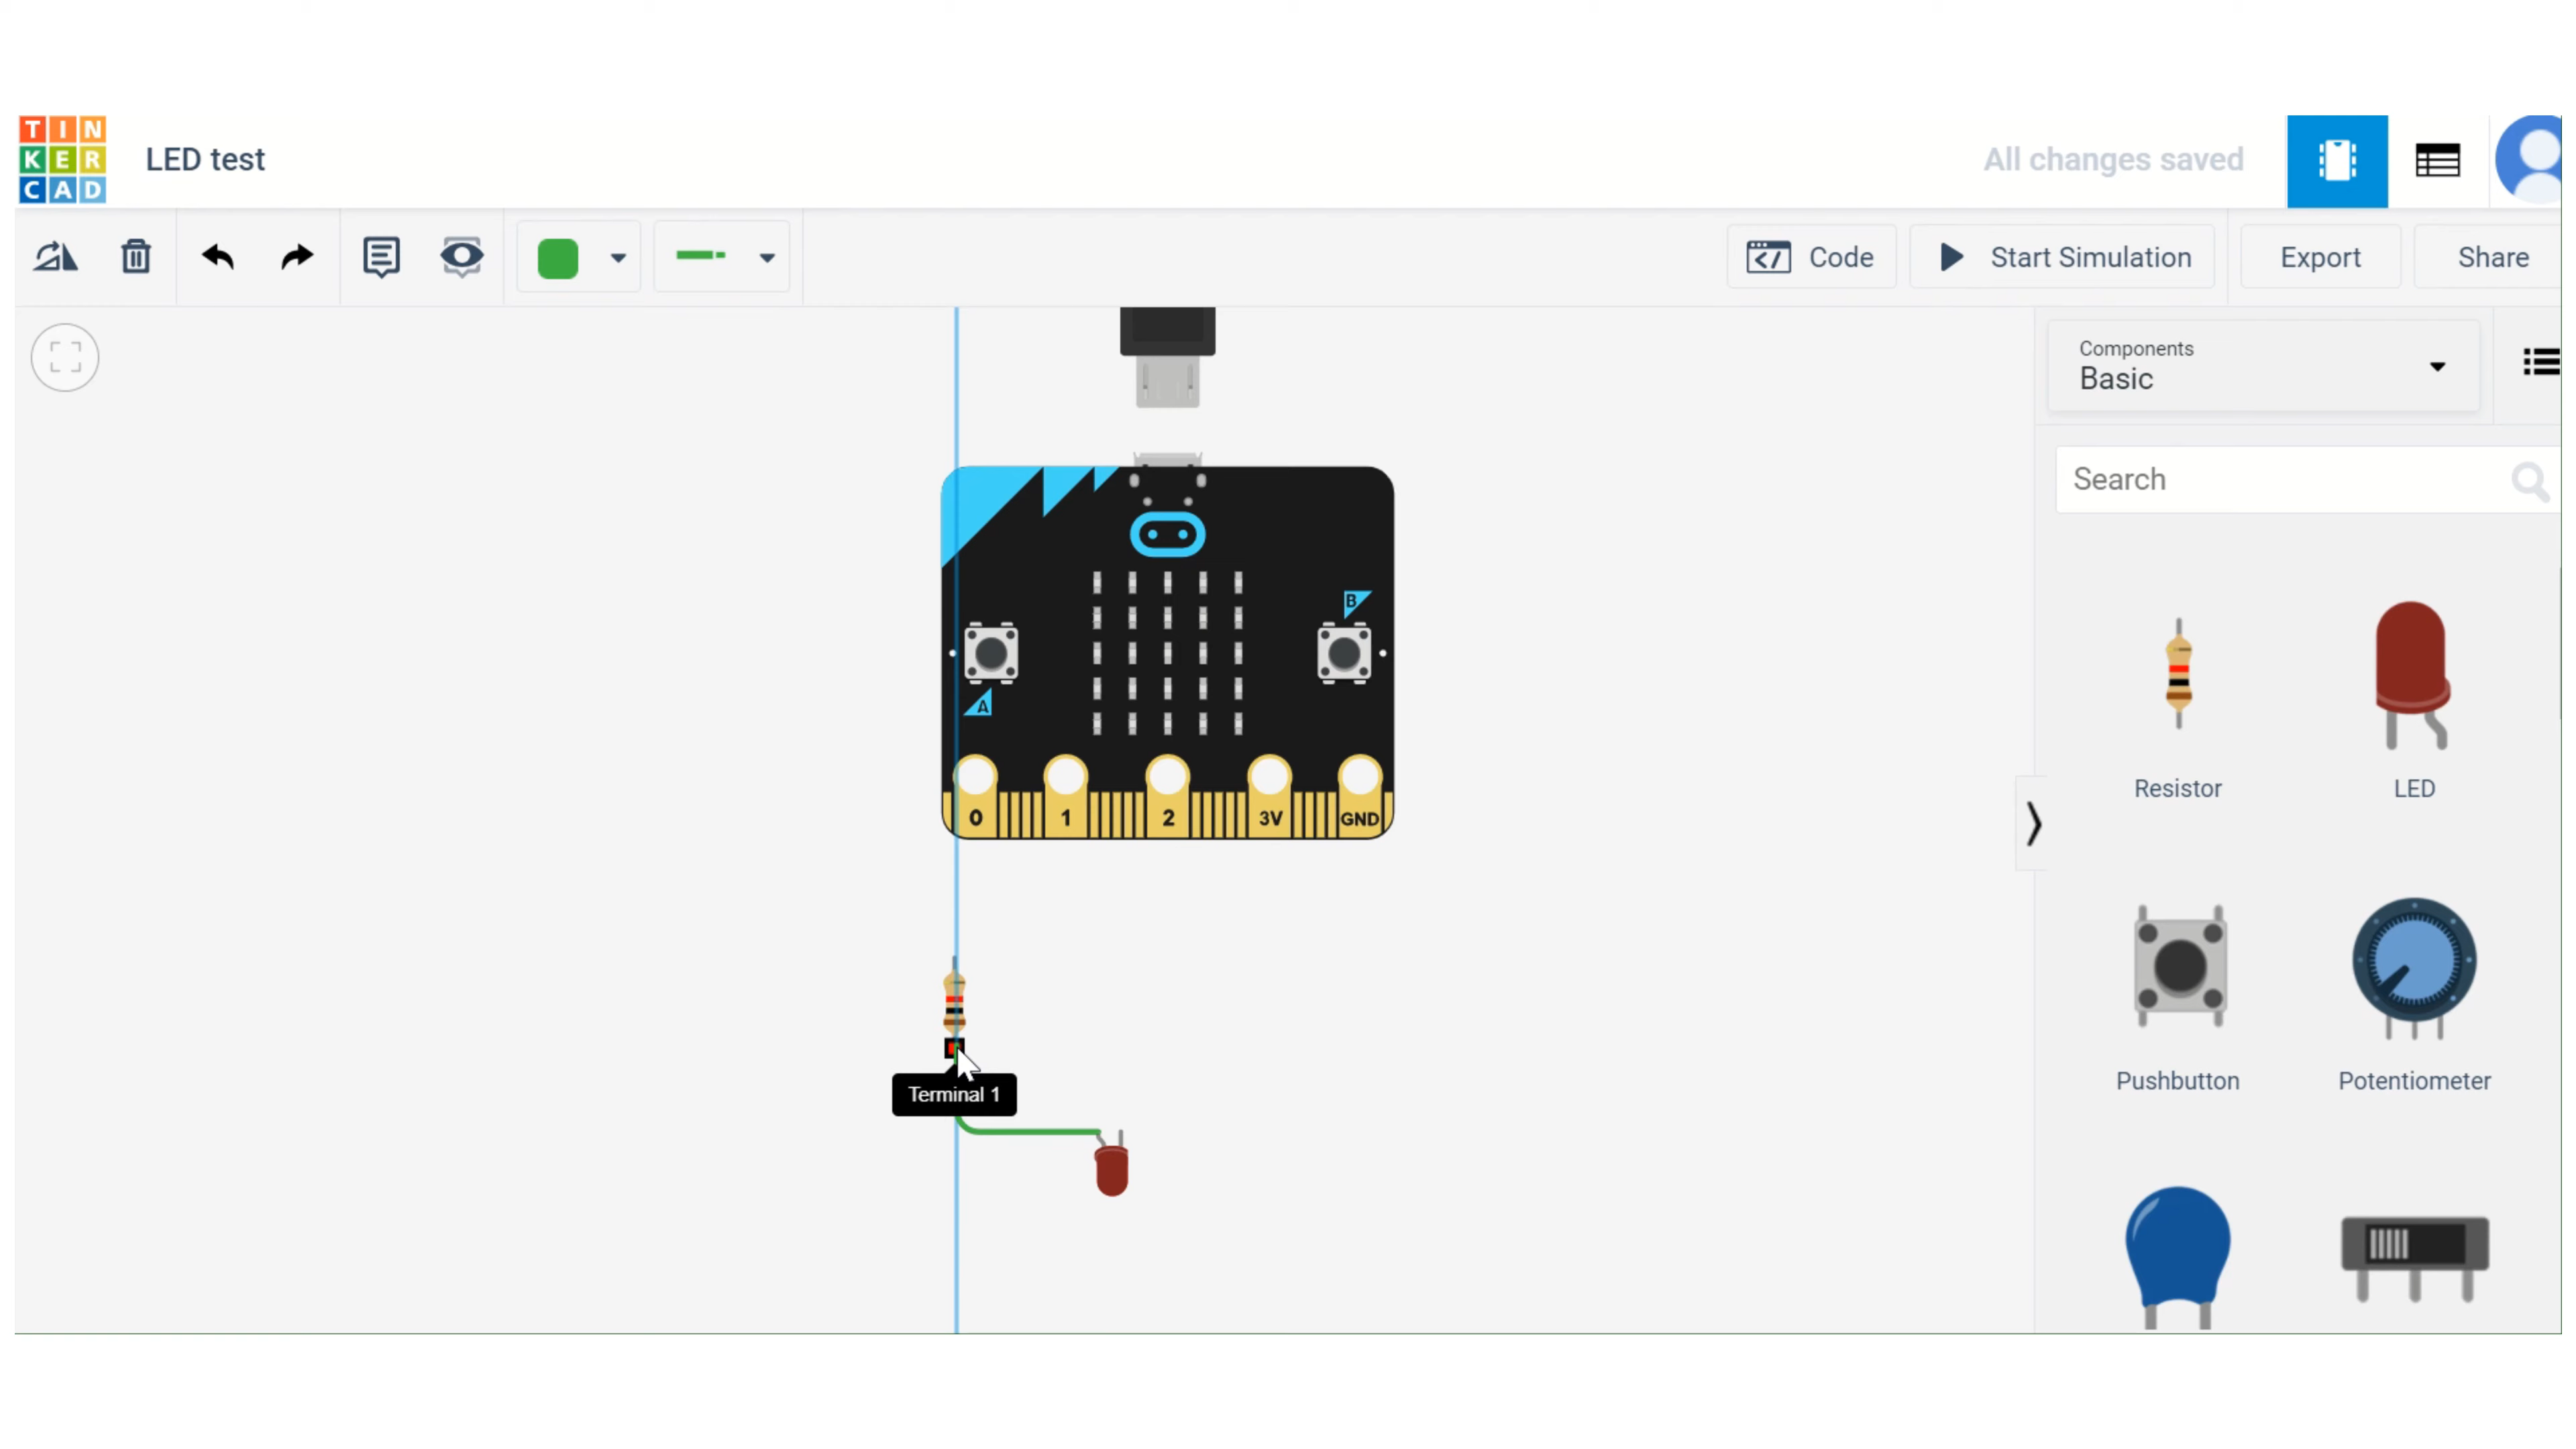 TIN
KER
CAD
LED test
All changes saved
Code
Start Simulation
Export
Share
Components
Basic
Search
B
A
0 1 2 3V GND
Resistor
LED
Terminal 1
Pushbutton
Potentiometer